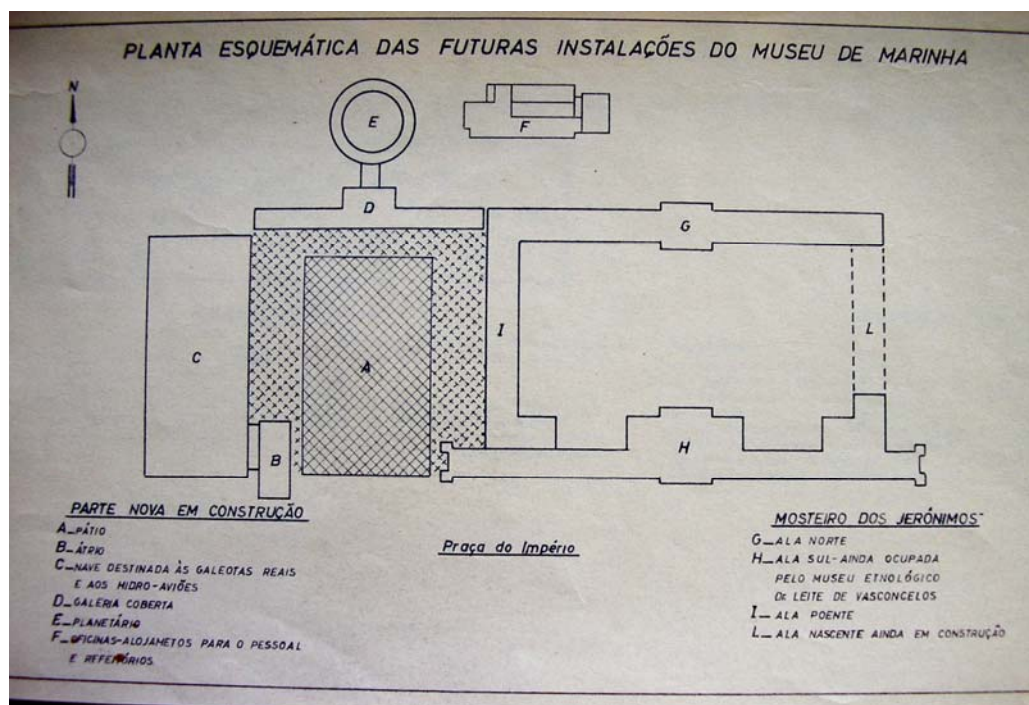 PLANTA ESQUEMÁTICA DAS FUTURAS INSTALAÇÕES DO MUSEU DE MARINHA
N
E
F
D
G
C
A
I
L
B
H
PARTE NOVA EM CONSTRUÇÃO
A_PÁTIO
B_ÁTRIO
C_NAVE DESTINADA ÀS GALEOTAS REAIS
E AOS HIDRO-AVIÕES
D_GALERIA COBERTA
E_PLANETÁRIO
F_OFICINAS-ALOJAMETOS PARA O PESSOAL
E REFEITÓRIOS.
Praça do Império
MOSTEIRO DOS JERÓNIMOS
G_ALA NORTE
H_ALA SUL-AINDA OCUPADA
PELO MUSEU ETNOLÓGICO
DR LEITE DE VASCONCELOS
I_ALA POENTE
L_ALA NASCENTE AINDA EM CONSTRUÇÃO